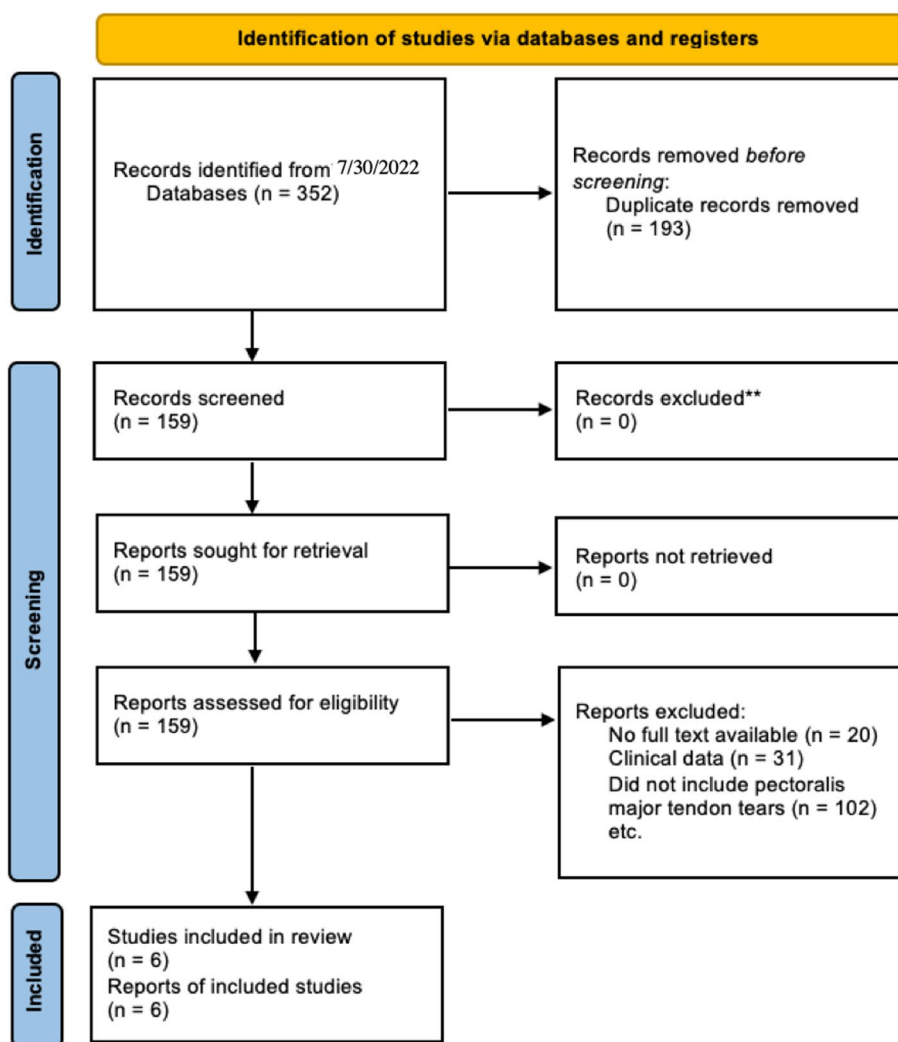 Identification of studies via databases and registers
Identification
Records identified from 7/30/2022
Databases (n = 352)
Records removed before
screening:
Duplicate records removed
(n = 193)
Screening
Records screened
(n = 159)
Records excluded**
(n = 0)
Reports sought for retrieval
(n = 159)
Reports not retrieved
(n = 0)
Reports assessed for eligibility
(n = 159)
Reports excluded:
No full text available (n = 20)
Clinical data (n = 31)
Did not include pectoralis
major tendon tears (n = 102)
etc.
Included
Studies included in review
(n = 6)
Reports of included studies
(n = 6)